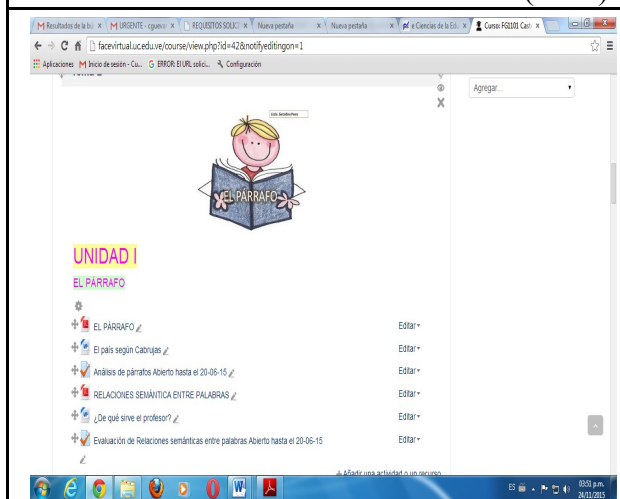 Resultados de la bú
URGENTE - cgueva
REQUISITOS SOLICI
Nueva pestaña
Nueva pestaña
e Ciencias de la Edu
Curso: FGI101 Cast
facevirtual.uc.edu.ve/course/view.php?id=42&notifyeditingon=1
Aplicaciones
Inicio de sesión - Cu...
ERROR: El URL solici...
Configuración
Agregar...
EL PÁRRAFO
UNIDAD I
EL PÁRRAFO
EL PÁRRAFO Editar
El país según Cabrujas Editar
Análisis de párrafos Abierto hasta el 20-06-15 Editar
RELACIONES SEMÁNTICA ENTRE PALABRAS Editar
¿De qué sirve el profesor? Editar
Evaluación de Relaciones semánticas entre palabras Abierto hasta el 20-06-15 Editar
Añadir una actividad o un recurso
ES
03:51 p.m.
24/11/2015